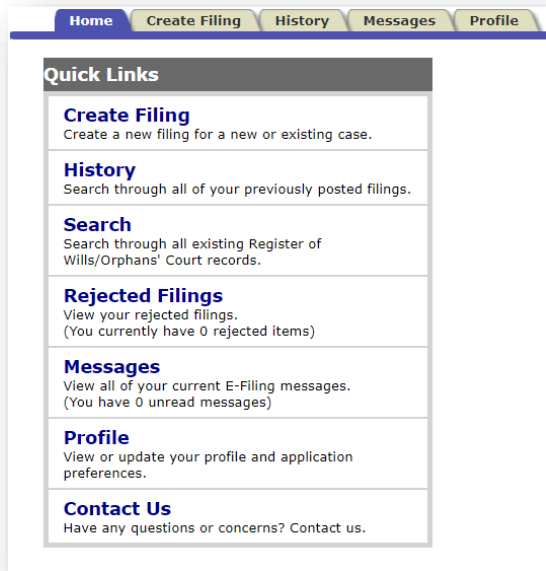 Home Create Filing History Messages Profile
Quick Links
Create Filing
Create a new filing for a new or existing case.
History
Search through all of your previously posted filings.
Search
Search through all existing Register of
Wills/Orphans' Court records.
Rejected Filings
View your rejected filings.
(You currently have 0 rejected items)
Messages
View all of your current E-Filing messages.
(You have 0 unread messages)
Profile
View or update your profile and application
preferences.
Contact Us
Have any questions or concerns? Contact us.